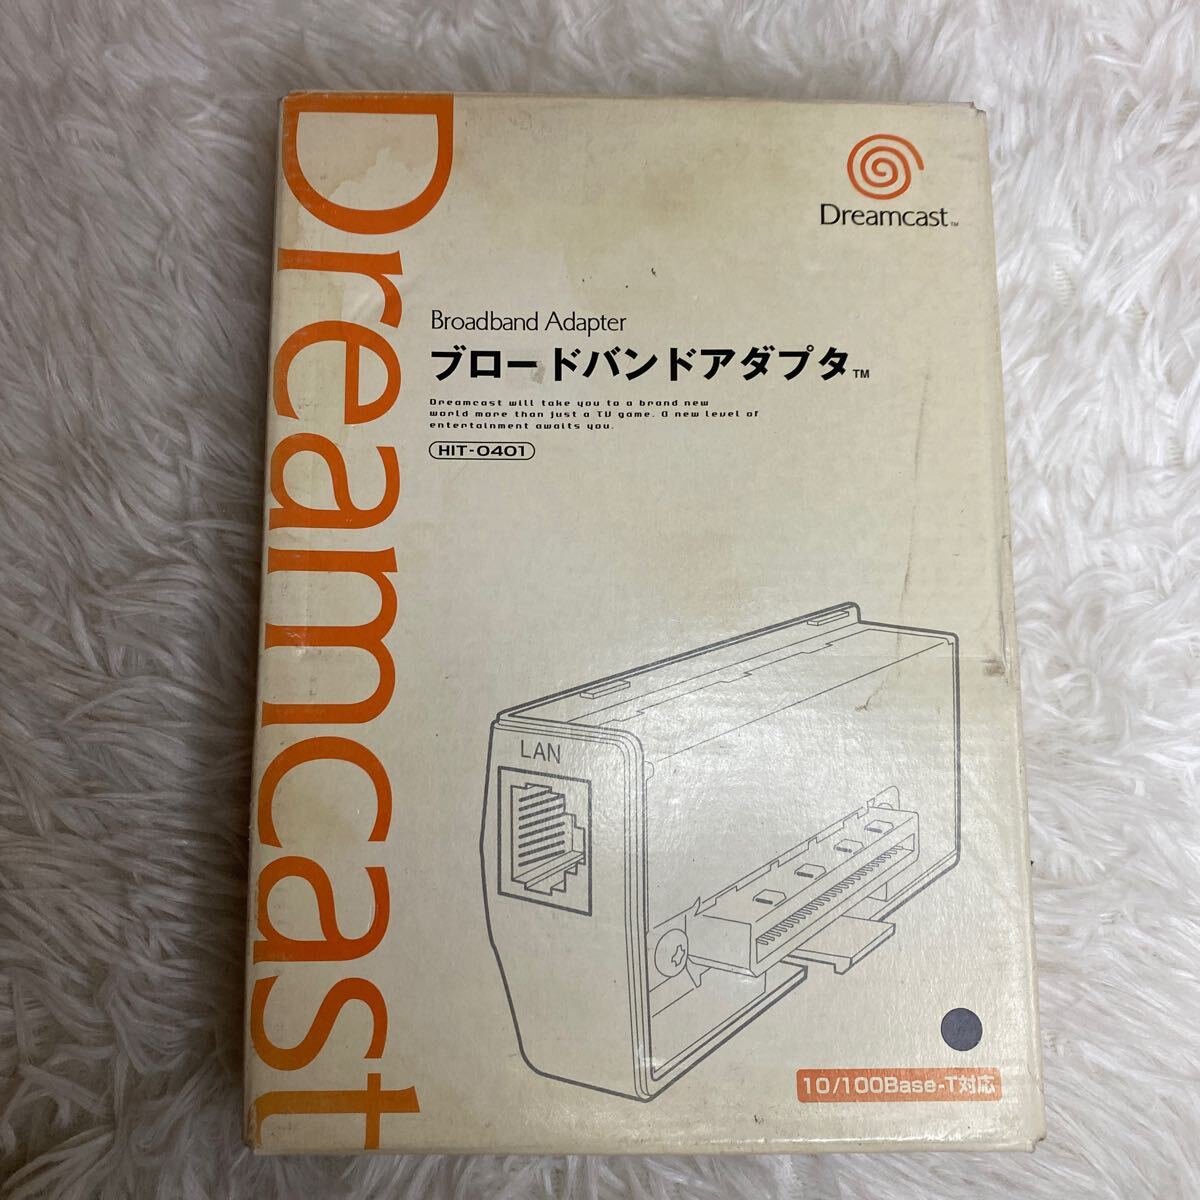 Dreamcast
Dreamcast™
Broadband Adapter
ブロードバンドアダプタ™
Dreamcast will take you to a brand new
world more than just a TV game. A new level of
entertainment awaits you.
HIT-0401
LAN
10/100Base-T対応